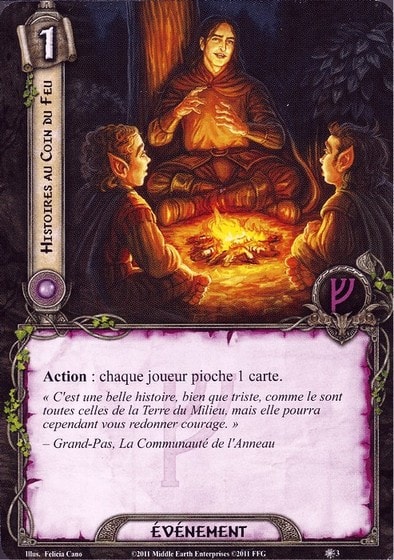 1
HISTOIRES AU COIN DU FEU
Action : chaque joueur pioche 1 carte.
« C'est une belle histoire, bien que triste, comme le sont
toutes celles de la Terre du Milieu, mais elle pourra
cependant vous redonner courage. »
– Grand-Pas, La Communauté de l'Anneau
ÉVÉNEMENT
Illus. Felicia Cano
©2011 Middle Earth Enterprises ©2011 FFG
3